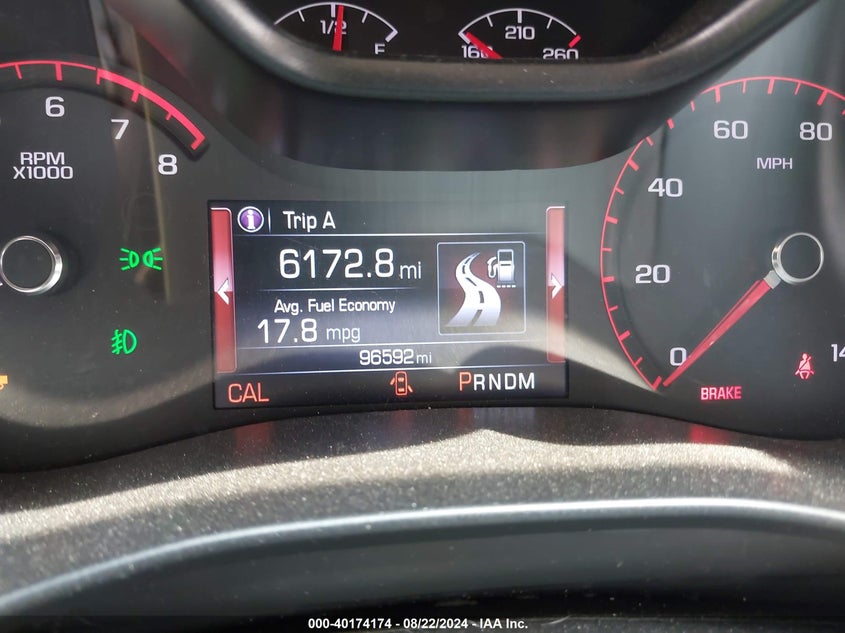 1/2
F
160
210
260
6
7
8
RPM
X1000
Trip A
6172.8 mi
Avg. Fuel Economy
17.8 mpg
96592 mi
CAL
PRNDM
0
20
40
60
80
MPH
BRAKE
000-40174174 - 08/22/2024 - IAA Inc.